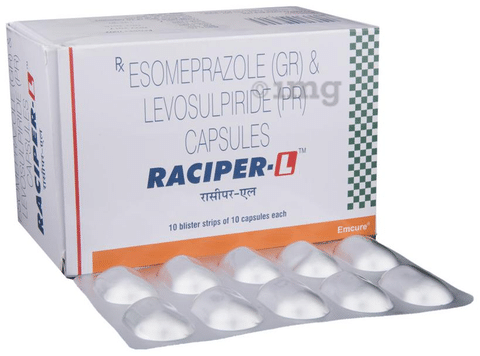 Rx ESOMEPRAZOLE (GR) &
LEVOSULPIRIDE (PR)
CAPSULES
RACIPER-L™
रासीपर-एल
10 blister strips of 10 capsules each
Emcure®
1mg